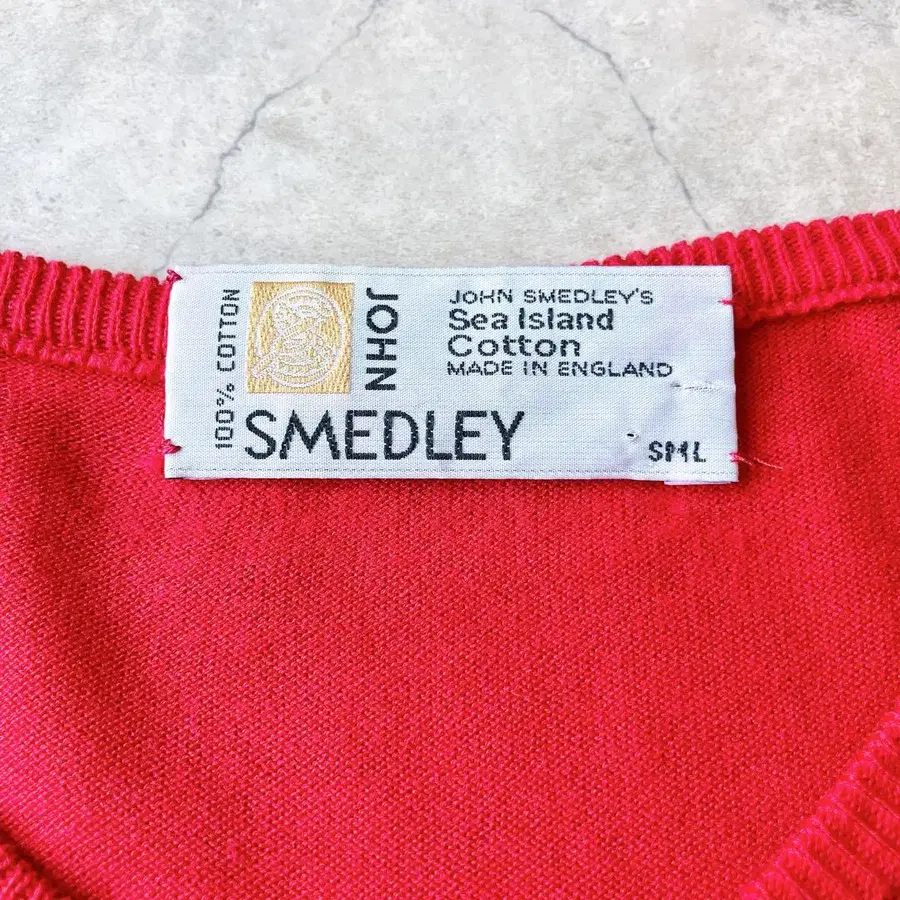 100% COTTON
JOHN
SMEDLEY
JOHN SMEDLEY'S
Sea Island
Cotton
MADE IN ENGLAND
SML